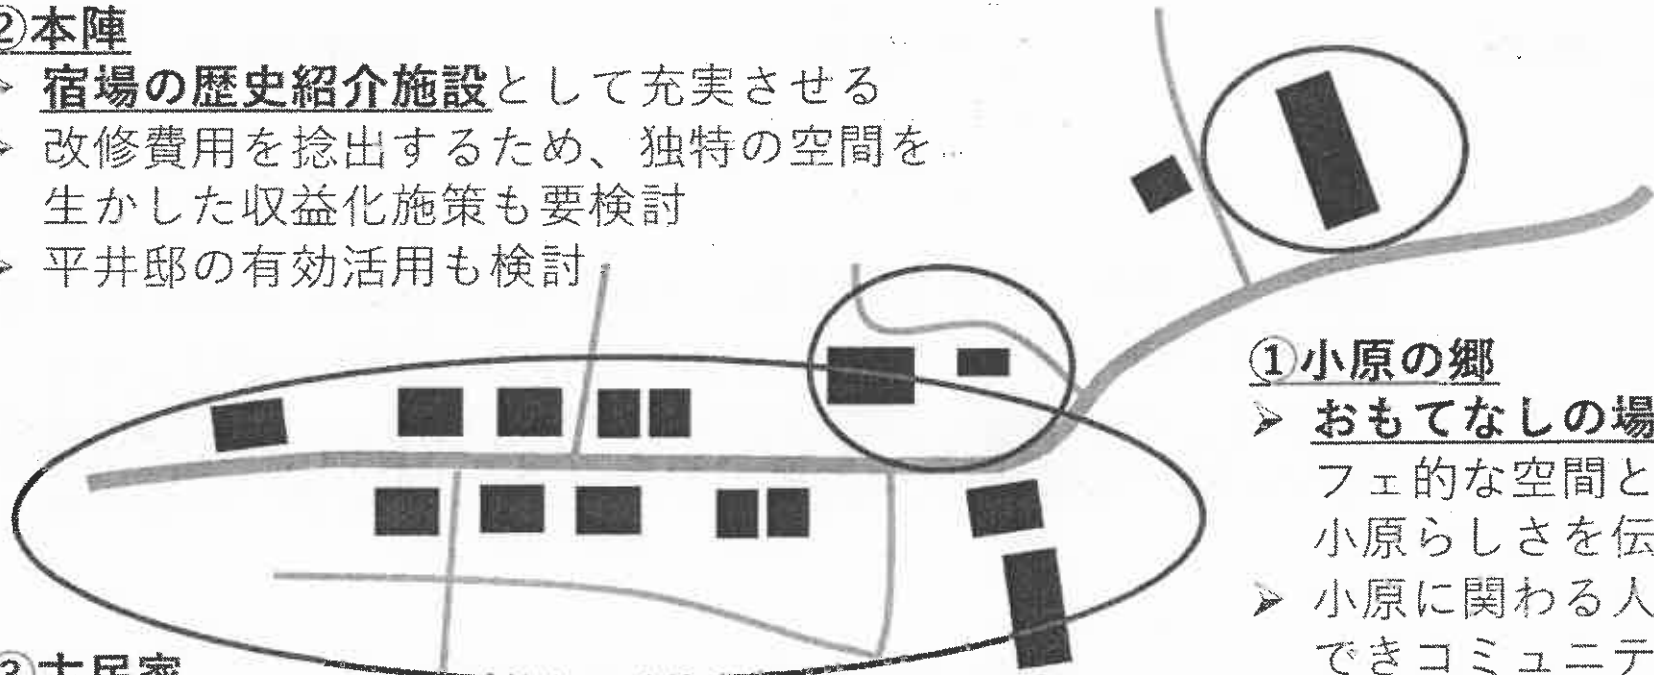 ②本陣
➢ 宿場の歴史紹介施設として充実させる
➢ 改修費用を捻出するため、独特の空間を
生かした収益化施策も要検討
➢ 平井邸の有効活用も検討
①小原の郷
➢ おもてなしの場
フェ的な空間と
小原らしさを伝
➢ 小原に関わる人
できコミュニテ
③古民家